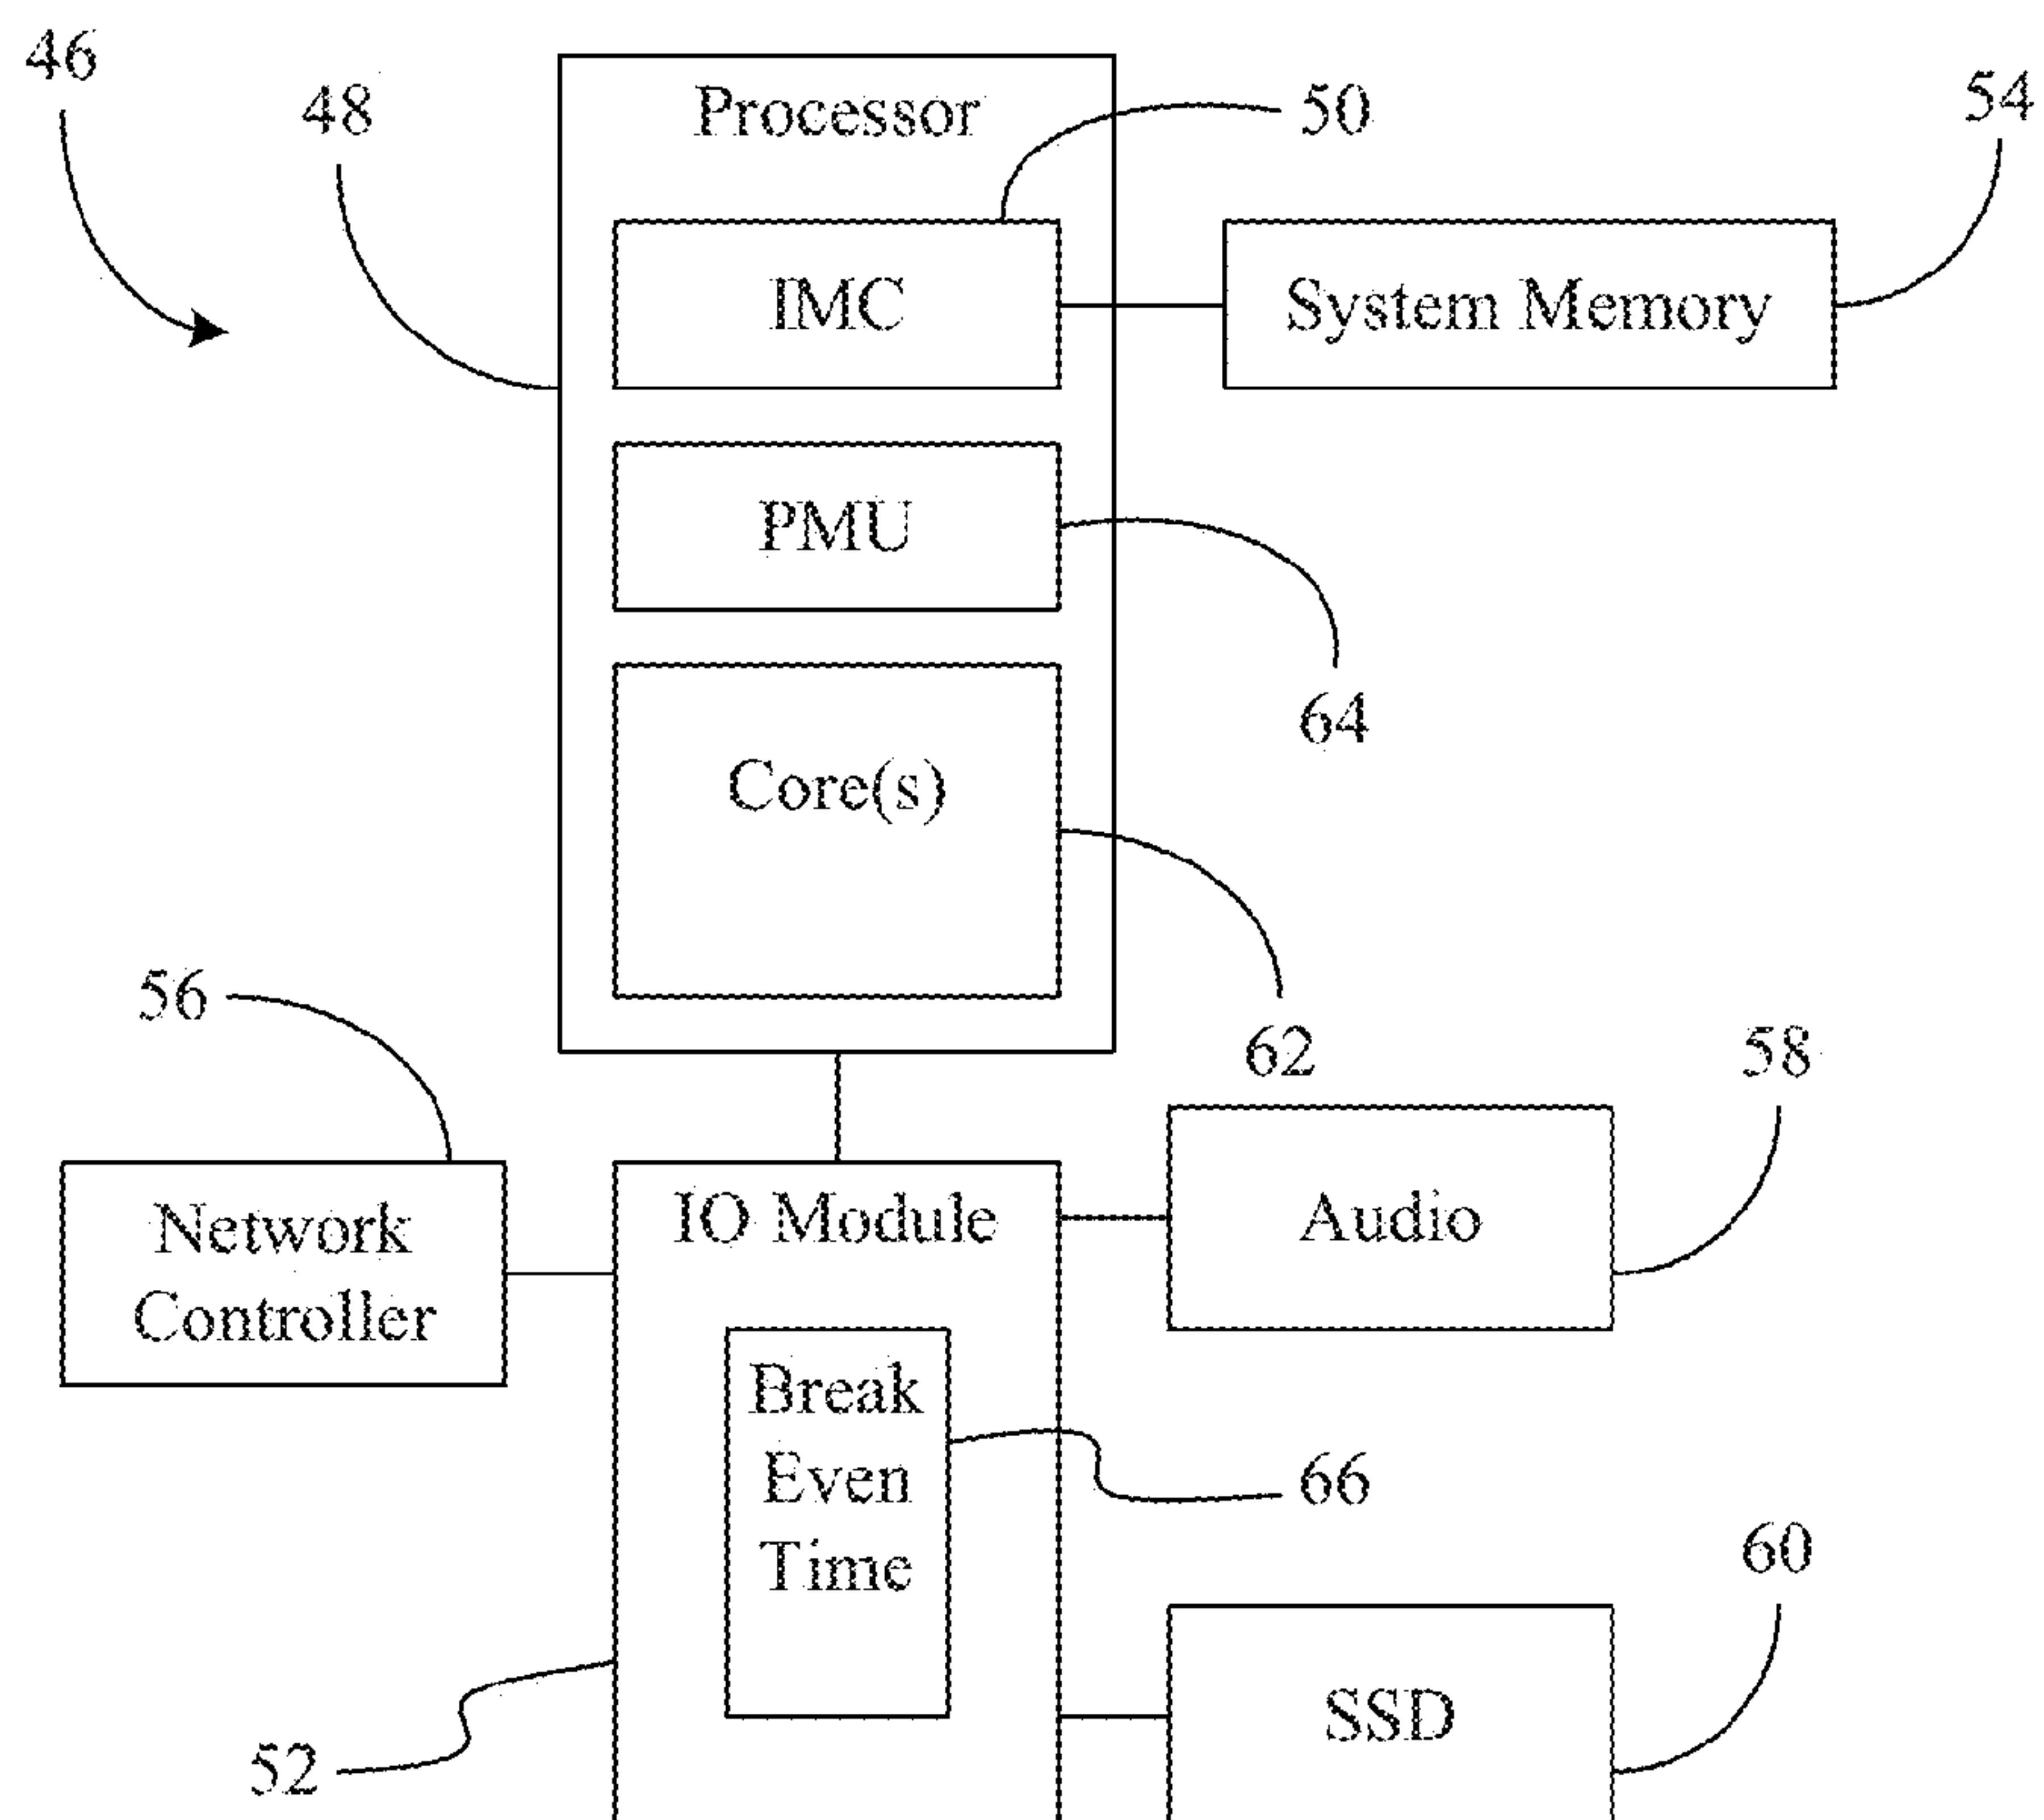 46
48
Processor
50
54
IMC
System Memory
PMU
64
Core(s)
56
62
58
Network
Controller
IO Module
Audio
Break
Even
Time
66
60
SSD
52